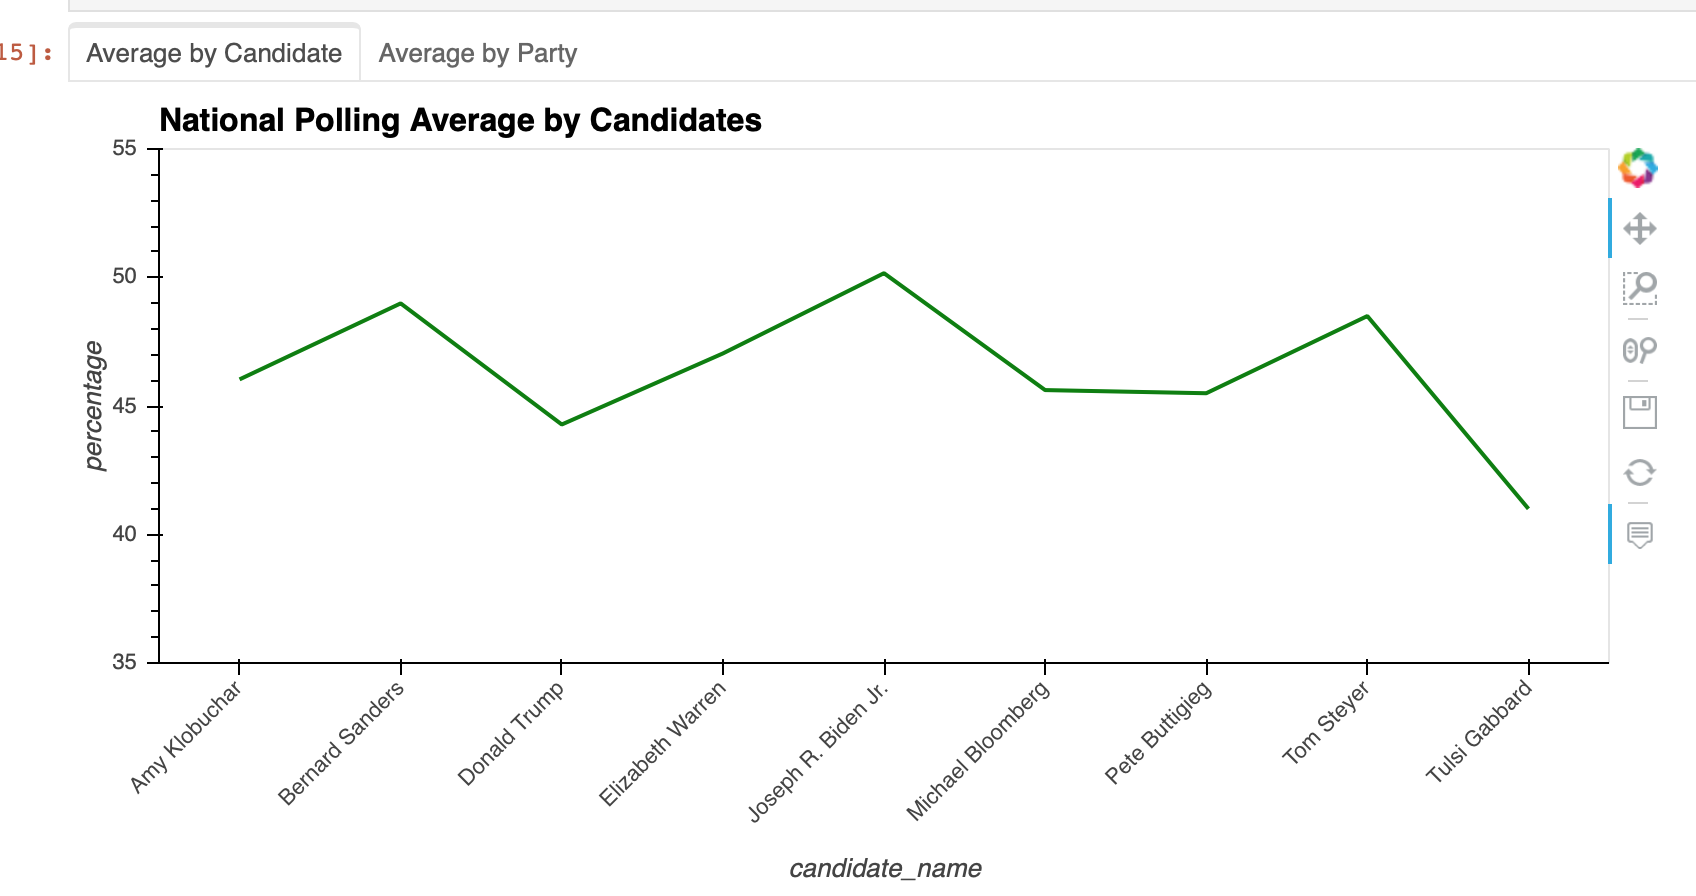 15]:
Average by Candidate
Average by Party
National Polling Average by Candidates
55
50
45
40
35
percentage
Amy Klobuchar
Bernard Sanders
Donald Trump
Elizabeth Warren
Joseph R. Biden Jr.
Michael Bloomberg
Pete Buttigieg
Tom Steyer
Tulsi Gabbard
candidate_name